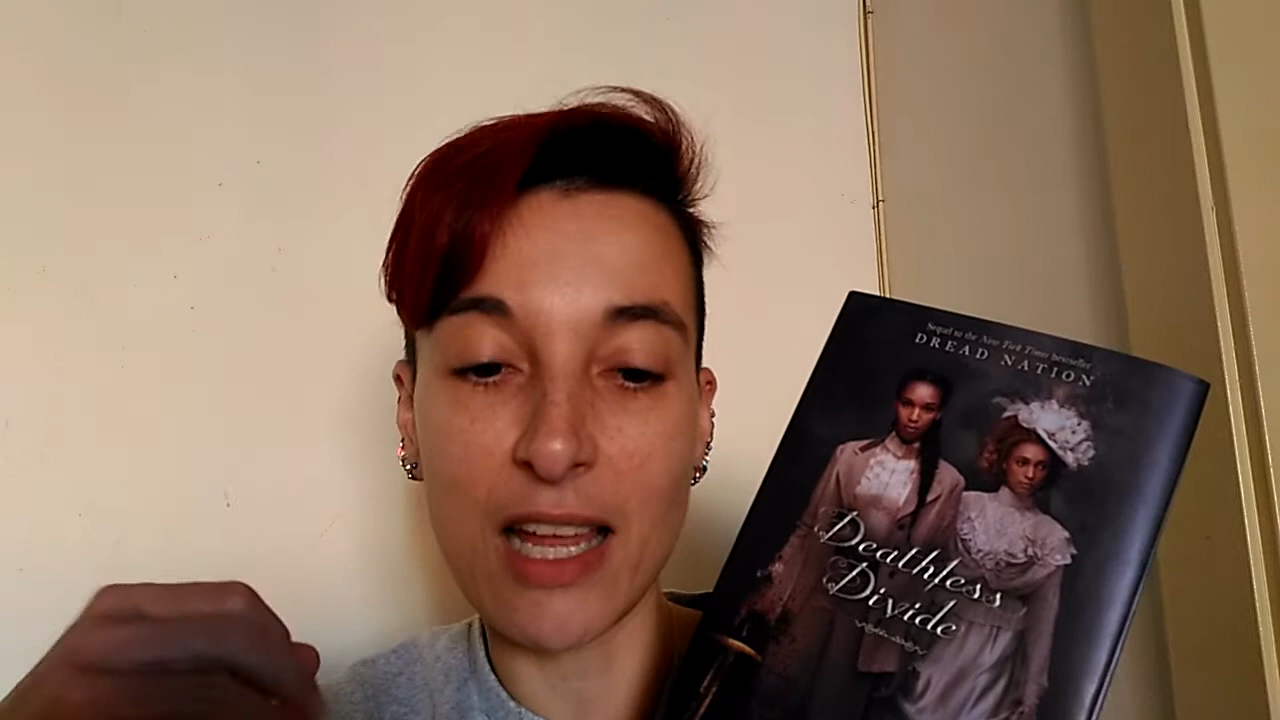 Sequel to the New York Times bestseller
DREAD NATION
Deathless
Divide